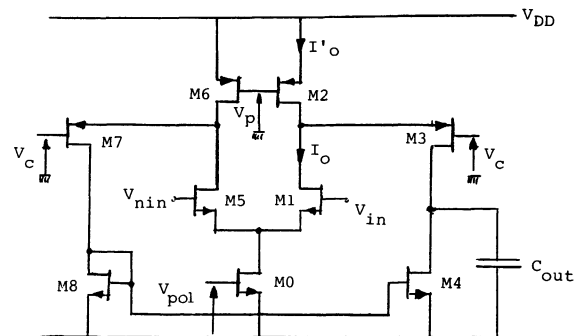 V_DD
I'_o
M6
M2
V_p
M7
M3
V_c
V_c
I_o
V_nin
M5
M1
V_in
M8
V_pol
M0
M4
C_out